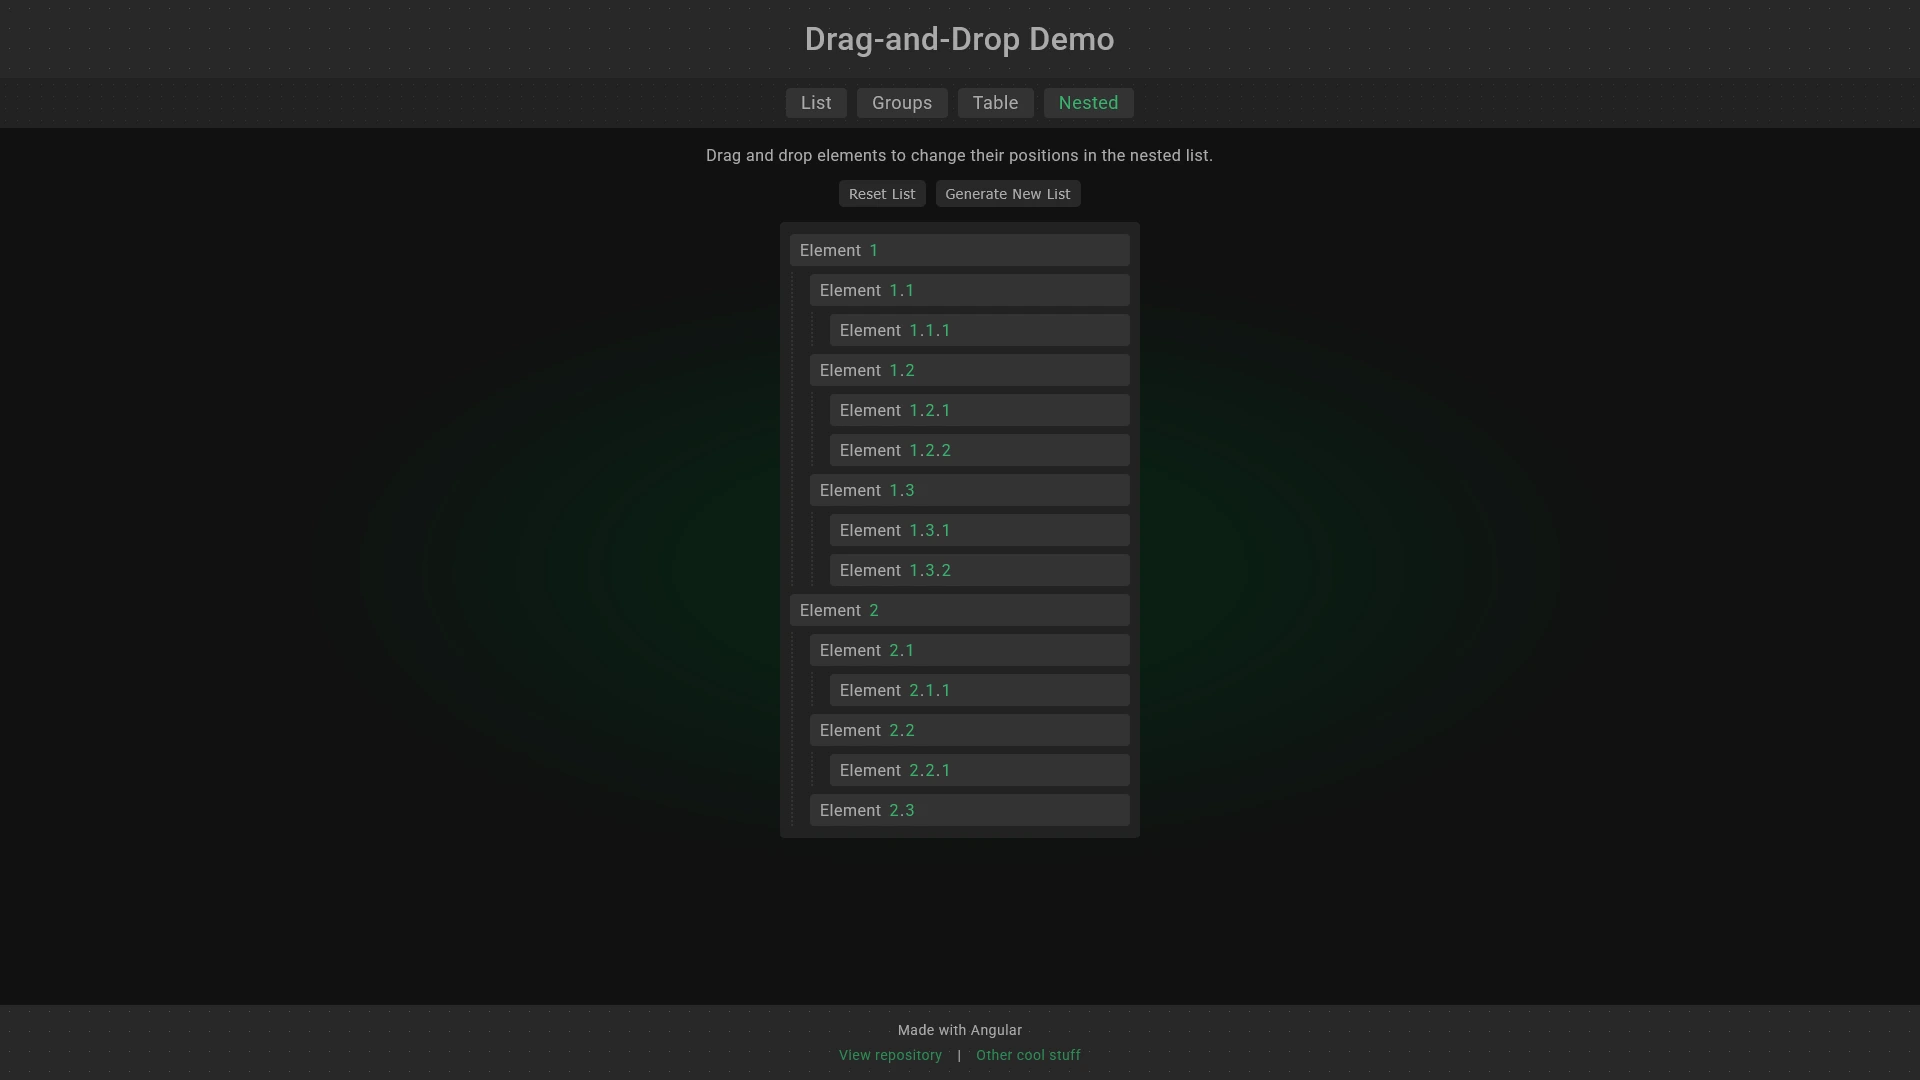 Drag-and-Drop Demo
List Groups Table Nested
Drag and drop elements to change their positions in the nested list.
Reset List Generate New List
Element 1
Element 1.1
Element 1.1.1
Element 1.2
Element 1.2.1
Element 1.2.2
Element 1.3
Element 1.3.1
Element 1.3.2
Element 2
Element 2.1
Element 2.1.1
Element 2.2
Element 2.2.1
Element 2.3
Made with Angular
View repository | Other cool stuff